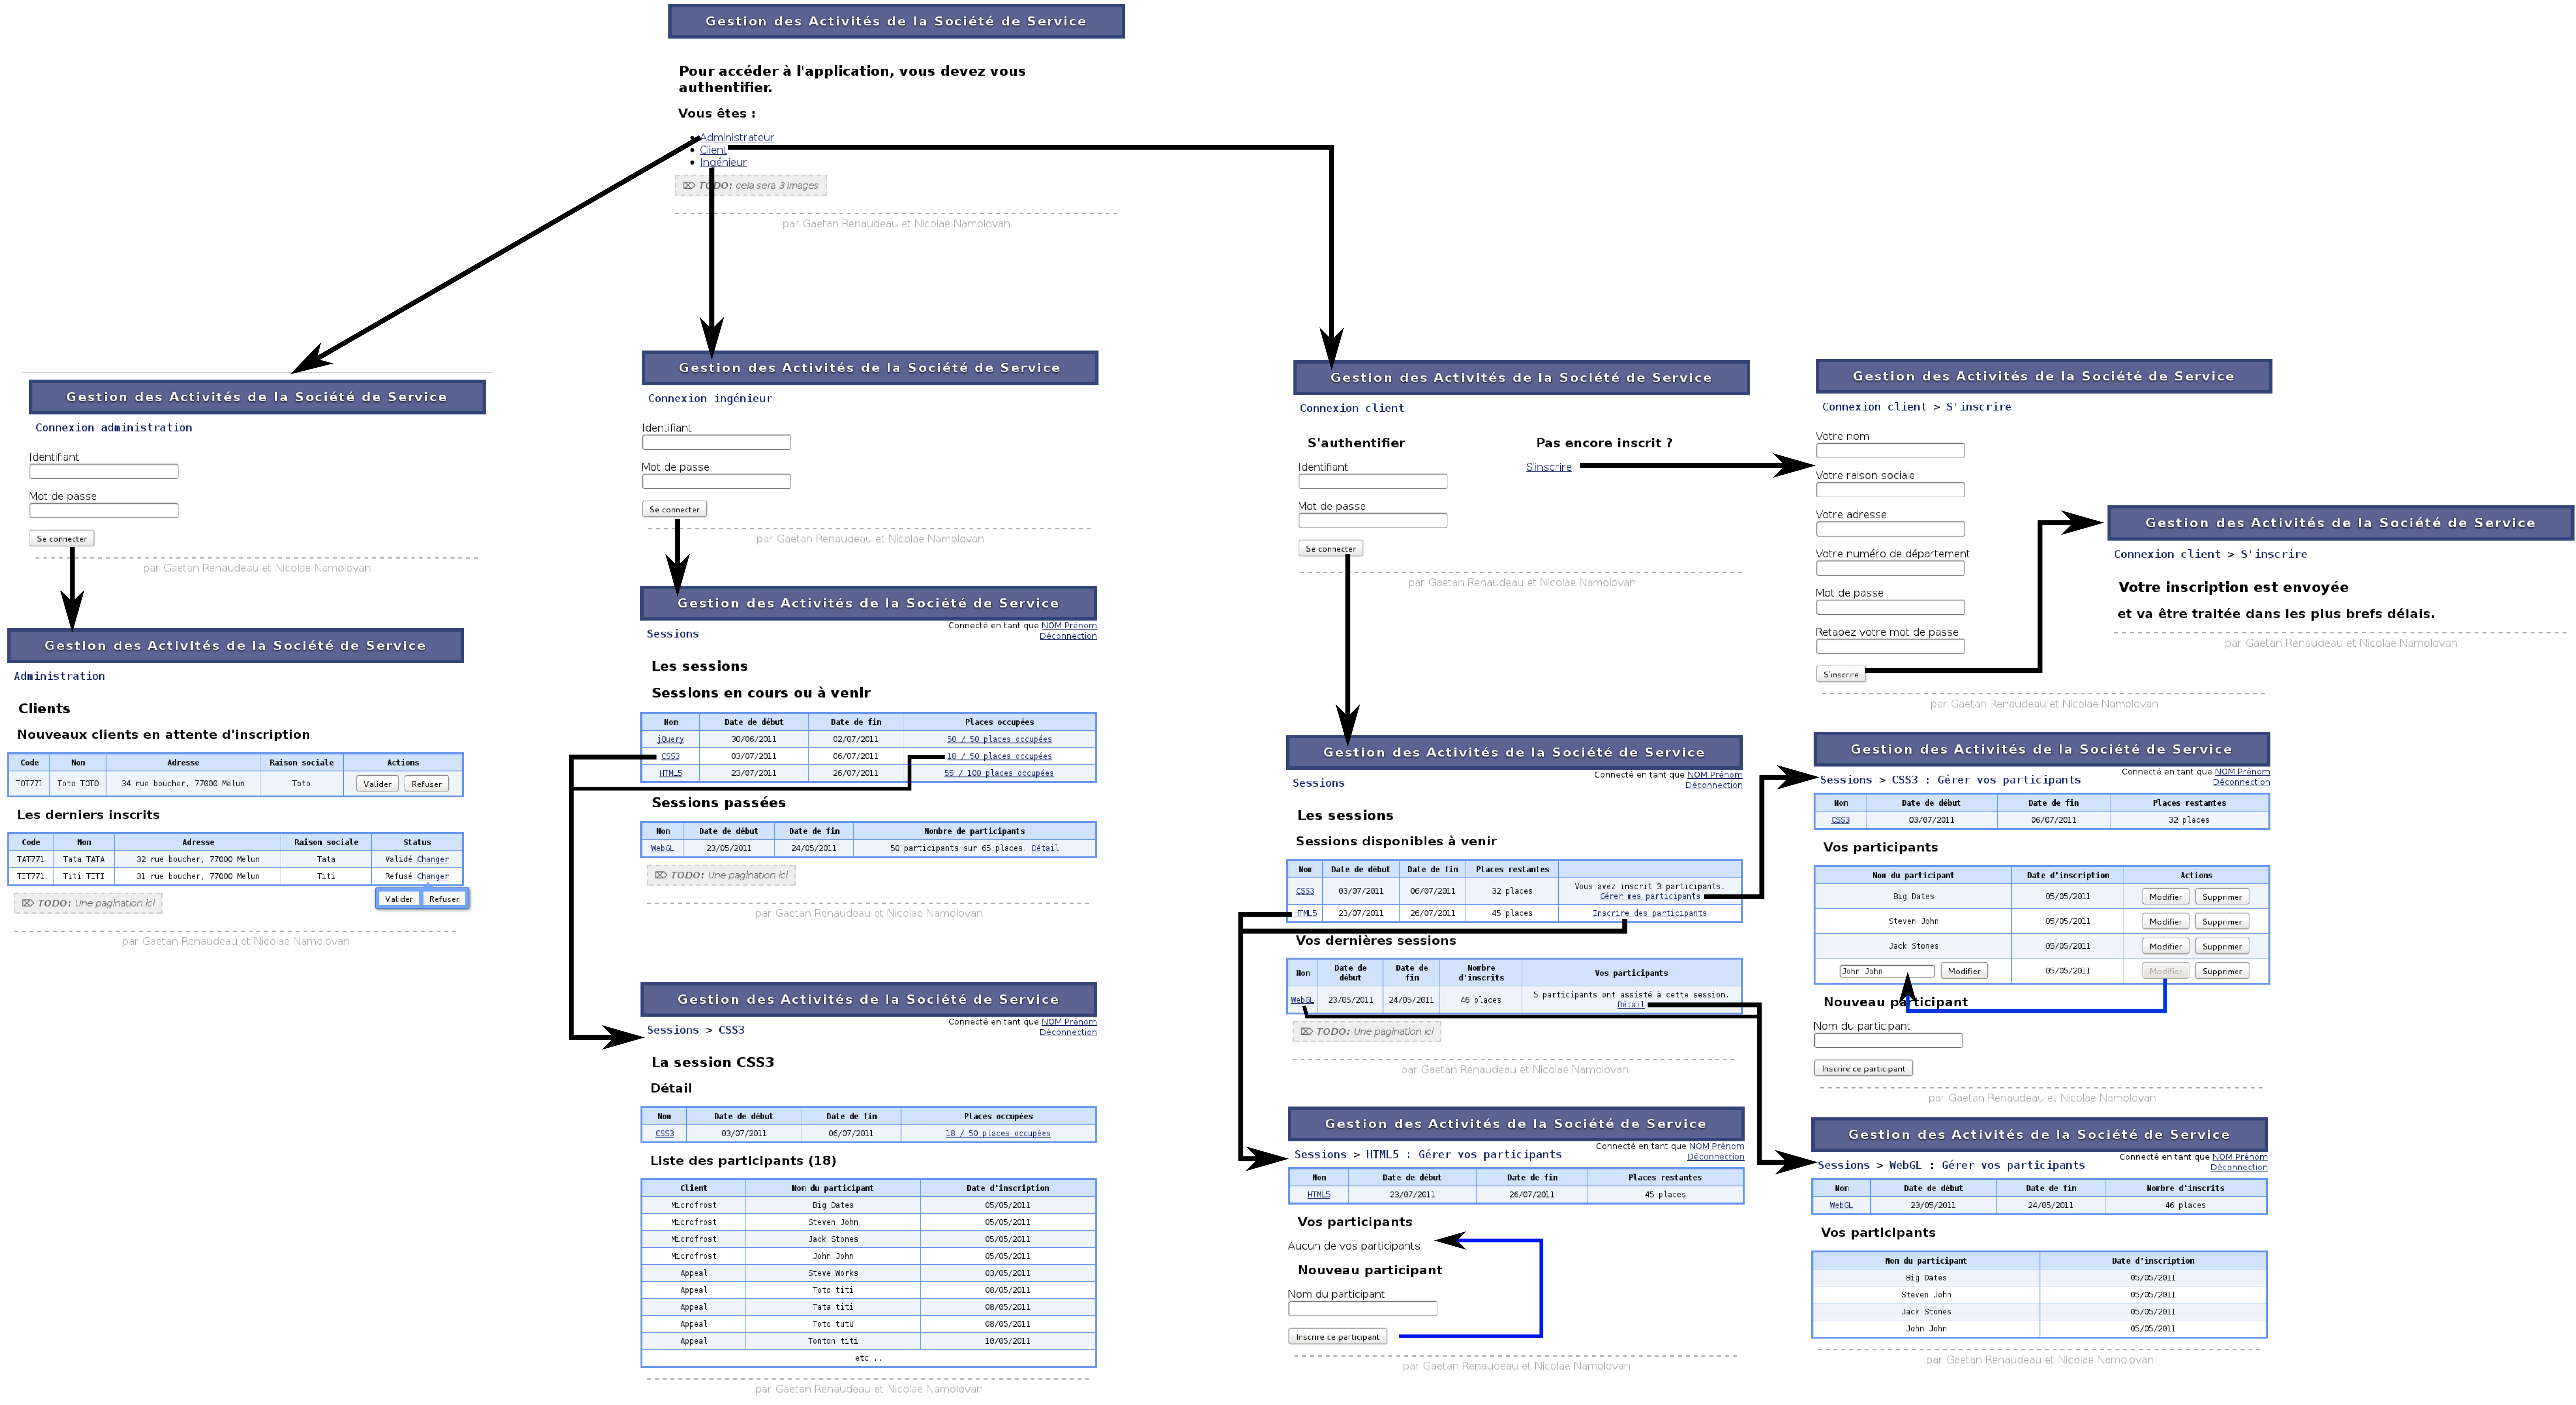 Gestion des Activités de la Société de Service
Pour accéder à l'application, vous devez vous
authentifier.
Vous êtes :
• Administrateur
• Client
• Ingénieur
⌦ TODO: cela sera 3 images
par Gaetan Renaudeau et Nicolae Namolovan
Gestion des Activités de la Société de Service
Connexion administration
Identifiant
Mot de passe
Se connecter
par Gaetan Renaudeau et Nicolae Namolovan
Gestion des Activités de la Société de Service
Administration
Clients
Nouveaux clients en attente d'inscription
Code Nom Adresse Raison sociale Actions
TOT771 Toto TOTO 34 rue boucher, 77000 Melun Toto Valider Refuser
Les derniers inscrits
Code Nom Adresse Raison sociale Status
TAT771 Tata TATA 32 rue boucher, 77000 Melun Tata Validé Changer
TIT771 Titi TITI 31 rue boucher, 77000 Melun Titi Refusé Changer
Valider Refuser
⌦ TODO: Une pagination ici
par Gaetan Renaudeau et Nicolae Namolovan
Gestion des Activités de la Société de Service
Connexion ingénieur
Identifiant
Mot de passe
Se connecter
par Gaetan Renaudeau et Nicolae Namolovan
Gestion des Activités de la Société de Service
Connecté en tant que NOM Prénom
Sessions Déconnection
Les sessions
Sessions en cours ou à venir
Nom Date de début Date de fin Places occupées
jQuery 30/06/2011 02/07/2011 50 / 50 places occupées
CSS3 03/07/2011 06/07/2011 18 / 50 places occupées
HTML5 23/07/2011 26/07/2011 55 / 100 places occupées
Sessions passées
Nom Date de début Date de fin Nombre de participants
WebGL 23/05/2011 24/05/2011 50 participants sur 65 places. Détail
⌦ TODO: Une pagination ici
par Gaetan Renaudeau et Nicolae Namolovan
Gestion des Activités de la Société de Service
Connecté en tant que NOM Prénom
Sessions > CSS3 Déconnection
La session CSS3
Détail
Nom Date de début Date de fin Places occupées
CSS3 03/07/2011 06/07/2011 18 / 50 places occupées
Liste des participants (18)
Client Nom du participant Date d'inscription
Microfrost Big Dates 05/05/2011
Microfrost Steven John 05/05/2011
Microfrost Jack Stones 05/05/2011
Microfrost John John 05/05/2011
Appeal Steve Works 03/05/2011
Appeal Toto titi 08/05/2011
Appeal Tata titi 08/05/2011
Appeal Toto tutu 08/05/2011
Appeal Tonton titi 10/05/2011
etc...
par Gaetan Renaudeau et Nicolae Namolovan
Gestion des Activités de la Société de Service
Connexion client
S'authentifier Pas encore inscrit ?
Identifiant S'inscrire
Mot de passe
Se connecter
par Gaetan Renaudeau et Nicolae Namolovan
Gestion des Activités de la Société de Service
Connexion client > S'inscrire
Votre nom
Votre raison sociale
Votre adresse
Votre numéro de département
Mot de passe
Retapez votre mot de passe
S'inscrire
par Gaetan Renaudeau et Nicolae Namolovan
Gestion des Activités de la Société de Service
Connexion client > S'inscrire
Votre inscription est envoyée
et va être traitée dans les plus brefs délais.
par Gaetan Renaudeau et Nicolae Namolovan
Gestion des Activités de la Société de Service
Connecté en tant que NOM Prénom
Sessions Déconnection
Les sessions
Sessions disponibles à venir
Nom Date de début Date de fin Places restantes
CSS3 03/07/2011 06/07/2011 32 places Vous avez inscrit 3 participants.
Gérer mes participants
HTML5 23/07/2011 26/07/2011 45 places Inscrire des participants
Vos dernières sessions
Nom Date de début Date de fin Nombre d'inscrits Vos participants
WebGL 23/05/2011 24/05/2011 46 places 5 participants ont assisté à cette session.
Détail
⌦ TODO: Une pagination ici
par Gaetan Renaudeau et Nicolae Namolovan
Gestion des Activités de la Société de Service
Connecté en tant que NOM Prénom
Sessions > CSS3 : Gérer vos participants Déconnection
Nom Date de début Date de fin Places restantes
CSS3 03/07/2011 06/07/2011 32 places
Vos participants
Nom du participant Date d'inscription Actions
Big Dates 05/05/2011 Modifier Supprimer
Steven John 05/05/2011 Modifier Supprimer
Jack Stones 05/05/2011 Modifier Supprimer
John John Modifier 05/05/2011 Modifier Supprimer
Nouveau participant
Nom du participant
Inscrire ce participant
par Gaetan Renaudeau et Nicolae Namolovan
Gestion des Activités de la Société de Service
Connecté en tant que NOM Prénom
Sessions > HTML5 : Gérer vos participants Déconnection
Nom Date de début Date de fin Places restantes
HTML5 23/07/2011 26/07/2011 45 places
Vos participants
Aucun de vos participants.
Nouveau participant
Nom du participant
Inscrire ce participant
par Gaetan Renaudeau et Nicolae Namolovan
Gestion des Activités de la Société de Service
Connecté en tant que NOM Prénom
Sessions > WebGL : Gérer vos participants Déconnection
Nom Date de début Date de fin Nombre d'inscrits
WebGL 23/05/2011 24/05/2011 46 places
Vos participants
Nom du participant Date d'inscription
Big Dates 05/05/2011
Steven John 05/05/2011
Jack Stones 05/05/2011
John John 05/05/2011
par Gaetan Renaudeau et Nicolae Namolovan